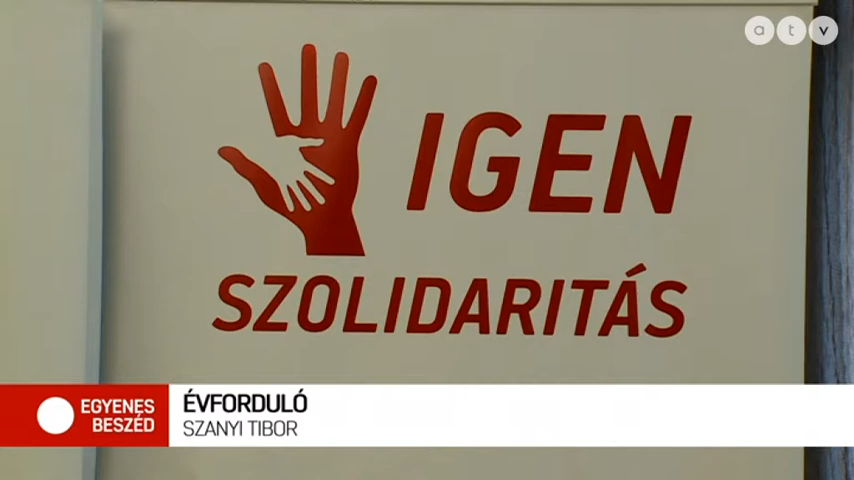 atv
IGEN
SZOLIDARITÁS
EGYENES
BESZÉD
ÉVFORDULÓ
SZANYI TIBOR